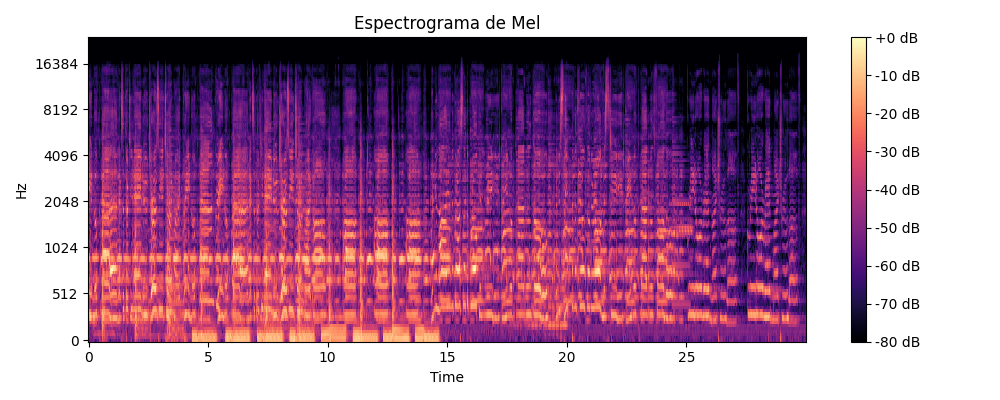 Espectrograma de Mel
Hz
16384
8192
4096
2048
1024
512
0
0 5 10 15 20 25
Time
+0 dB
-10 dB
-20 dB
-30 dB
-40 dB
-50 dB
-60 dB
-70 dB
-80 dB